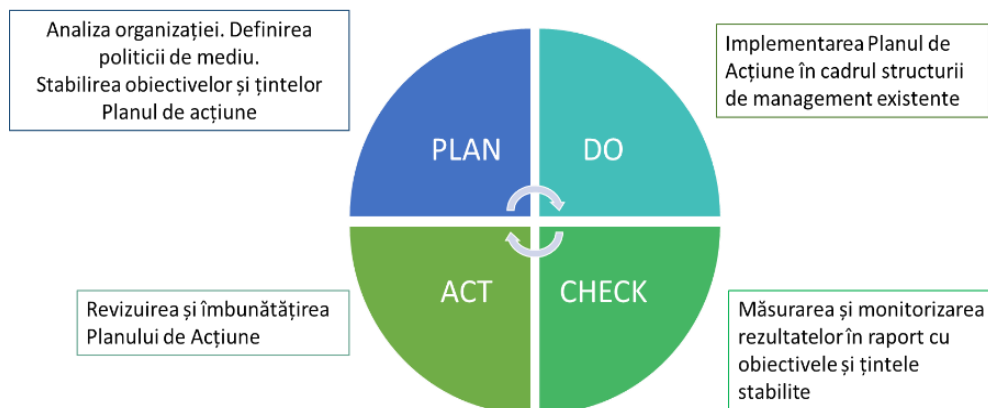 Analiza organizației. Definirea
politicii de mediu.
Stabilirea obiectivelor și țintelor
Planul de acțiune
PLAN
DO
Implementarea Planul de
Acțiune în cadrul structurii
de management existente
Revizuirea și îmbunătățirea
Planului de Acțiune
ACT
CHECK
Măsurarea și monitorizarea
rezultatelor în raport cu
obiectivele și țintele
stabilite